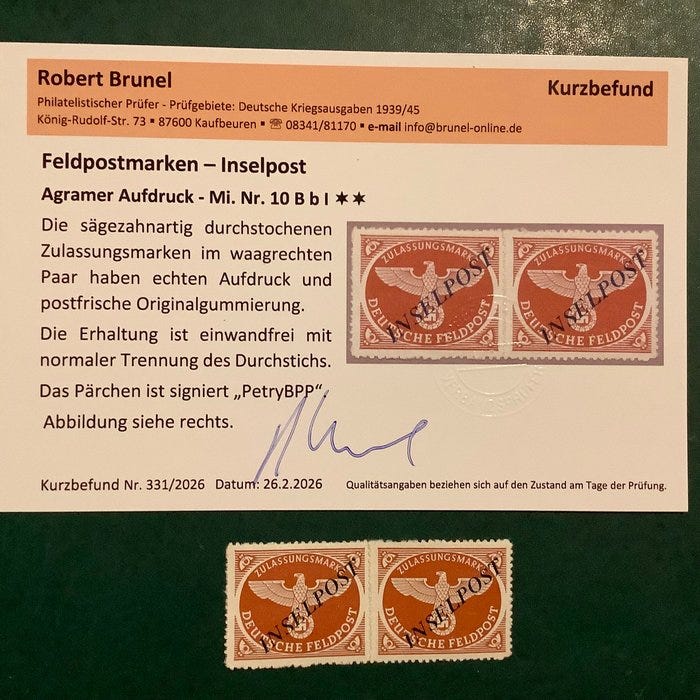 Robert Brunel
Kurzbefund
Philatelistischer Prüfer - Prüfgebiete: Deutsche Kriegsausgaben 1939/45
König-Rudolf-Str. 73 ▪ 87600 Kaufbeuren ▪ ☏ 08341/81170 ▪ e-mail info@brunel-online.de
Feldpostmarken – Inselpost
Agramer Aufdruck - Mi. Nr. 10 B b I ★★
Die sägezahnartig durchstochenen
Zulassungsmarken im waagrechten
Paar haben echten Aufdruck und
postfrische Originalgummierung.
Die Erhaltung ist einwandfrei mit
normaler Trennung des Durchstichs.
Das Pärchen ist signiert „PetryBPP“.
Abbildung siehe rechts.
ZULASSUNGSMARKE
INSELPOST
DEUTSCHE FELDPOST
ZULASSUNGSMARKE
INSELPOST
DEUTSCHE FELDPOST
Kurzbefund Nr. 331/2026 Datum: 26.2.2026
Qualitätsangaben beziehen sich auf den Zustand am Tage der Prüfung.
ZULASSUNGSMARKE
INSELPOST
DEUTSCHE FELDPOST
ZULASSUNGSMARKE
INSELPOST
DEUTSCHE FELDPOST